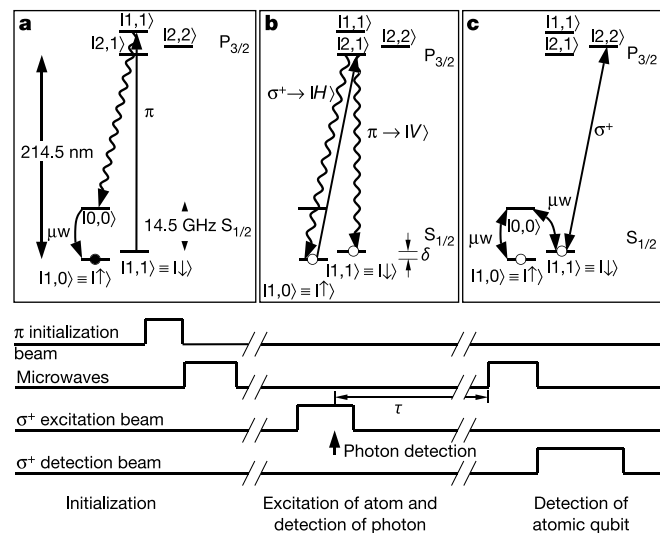 a
|1,1⟩
|2,1⟩
|2,2⟩
P3/2
π
214.5 nm
|0,0⟩
μw
14.5 GHz S1/2
|1,0⟩ ≡ |↑⟩
|1,1⟩ ≡ |↓⟩
b
|1,1⟩
|2,1⟩
|2,2⟩
P3/2
σ+ → |H⟩
π → |V⟩
S1/2
δ
|1,1⟩ ≡ |↓⟩
|1,0⟩ ≡ |↑⟩
c
|1,1⟩
|2,1⟩
|2,2⟩
P3/2
σ+
μw
|0,0⟩
μw
S1/2
|1,1⟩ ≡ |↓⟩
|1,0⟩ ≡ |↑⟩
π initialization
beam
Microwaves
τ
σ+ excitation beam
Photon detection
σ+ detection beam
Initialization
Excitation of atom and
detection of photon
Detection of
atomic qubit